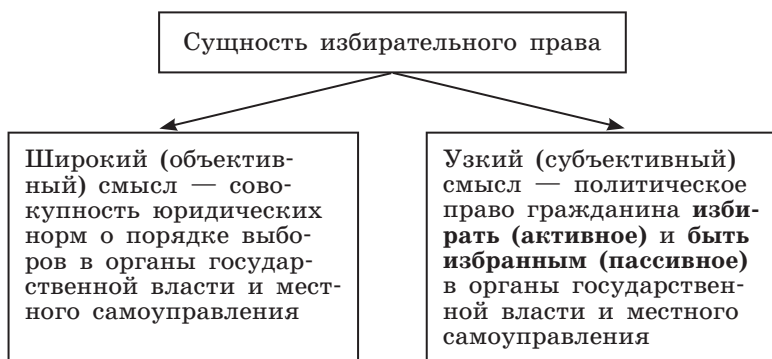 Сущность избирательного права
Широкий (объектив-
ный) смысл — сово-
купность юридических
норм о порядке выбо-
ров в органы государ-
ственной власти и мест-
ного самоуправления
Узкий (субъективный)
смысл — политическое
право гражданина изби-
рать (активное) и быть
избранным (пассивное)
в органы государствен-
ной власти и местного
самоуправления